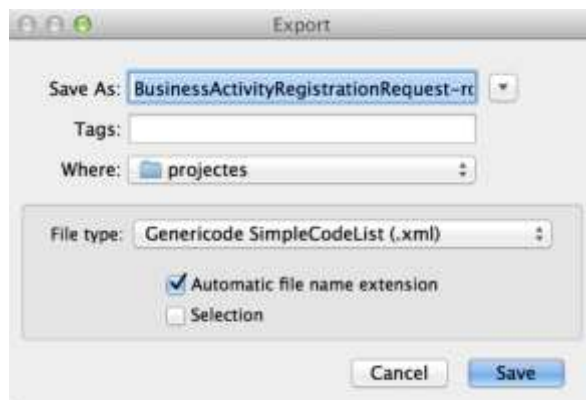 Export
Save As: BusinessActivityRegistrationRequest-ro
Tags:
Where: projectes
File type: Genericode SimpleCodeList (.xml)
Automatic file name extension
Selection
Cancel Save